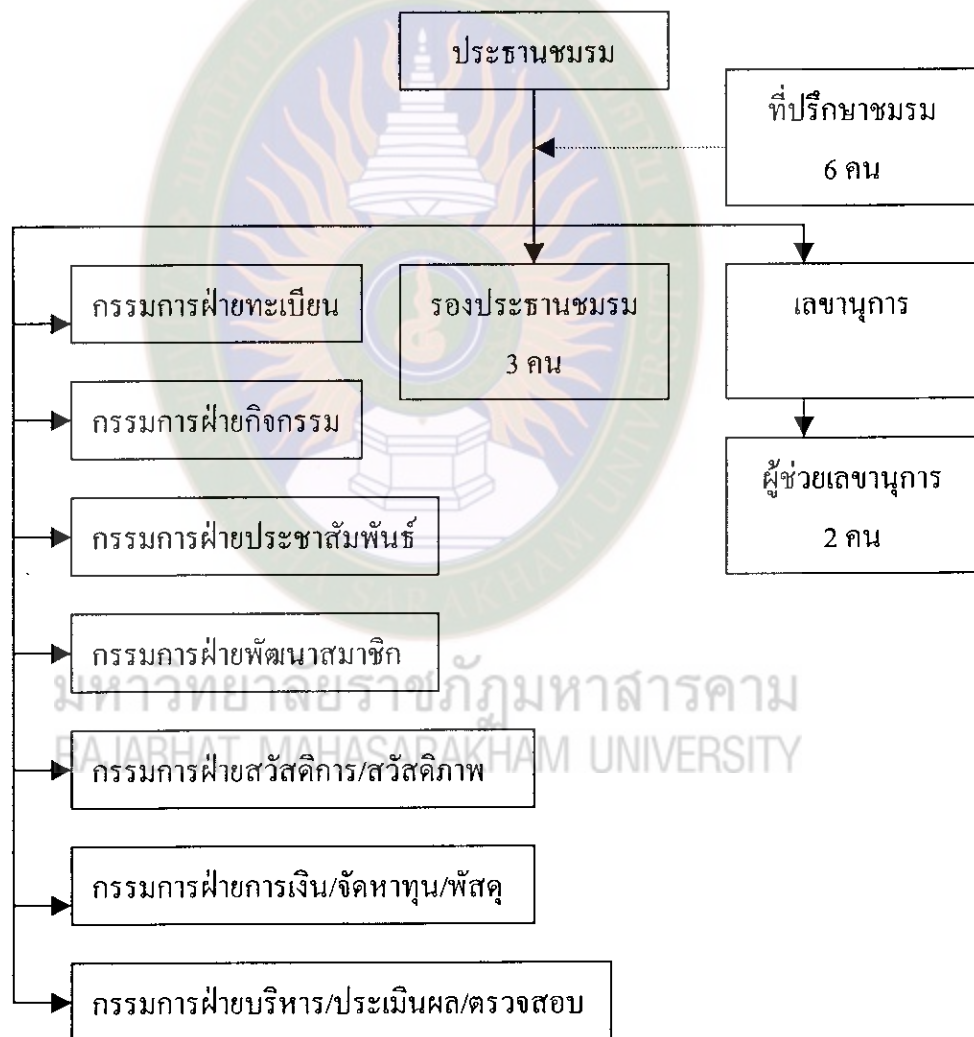 ประธานชมรม
ที่ปรึกษาชมรม
6 คน
กรรมการฝ่ายทะเบียน
รองประธานชมรม
3 คน
เลขานุการ
กรรมการฝ่ายกิจกรรม
ผู้ช่วยเลขานุการ
2 คน
กรรมการฝ่ายประชาสัมพันธ์
กรรมการฝ่ายพัฒนาสมาชิก
มหาวิทยาลัยราชภัฏมหาสารคาม
RAJABHAT MAHASARAKHAM UNIVERSITY
กรรมการฝ่ายสวัสดิการ/สวัสดิภาพ
กรรมการฝ่ายการเงิน/จัดหาทุน/พัสดุ
กรรมการฝ่ายบริหาร/ประเมินผล/ตรวจสอบ